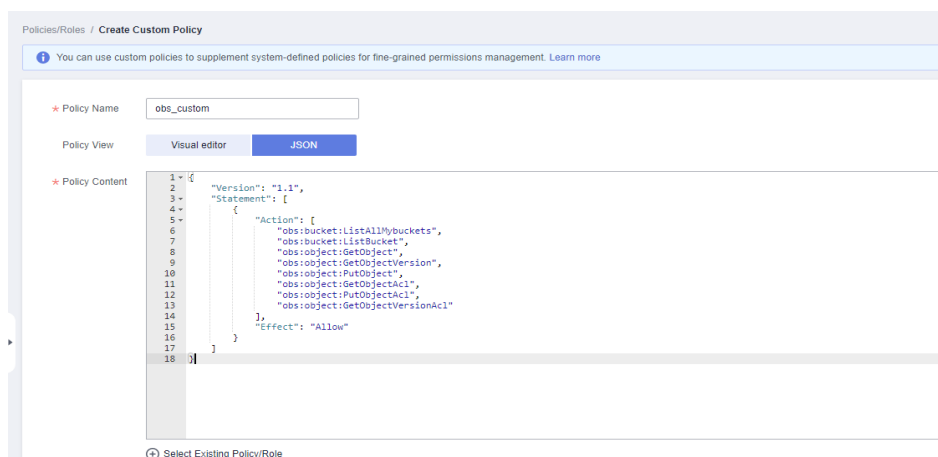 Policies/Roles / Create Custom Policy
You can use custom policies to supplement system-defined policies for fine-grained permissions management. Learn more
* Policy Name obs_custom
Policy View Visual editor JSON
* Policy Content
1 {
2 "Version": "1.1",
3 "Statement": [
4 {
5 "Action": [
6 "obs:bucket:ListAllMybuckets",
7 "obs:bucket:ListBucket",
8 "obs:object:GetObject",
9 "obs:object:GetObjectVersion",
10 "obs:object:PutObject",
11 "obs:object:GetObjectAcl",
12 "obs:object:PutObjectAcl",
13 "obs:object:GetObjectVersionAcl"
14 ],
15 "Effect": "Allow"
16 }
17 ]
18 }
Select Existing Policy/Role